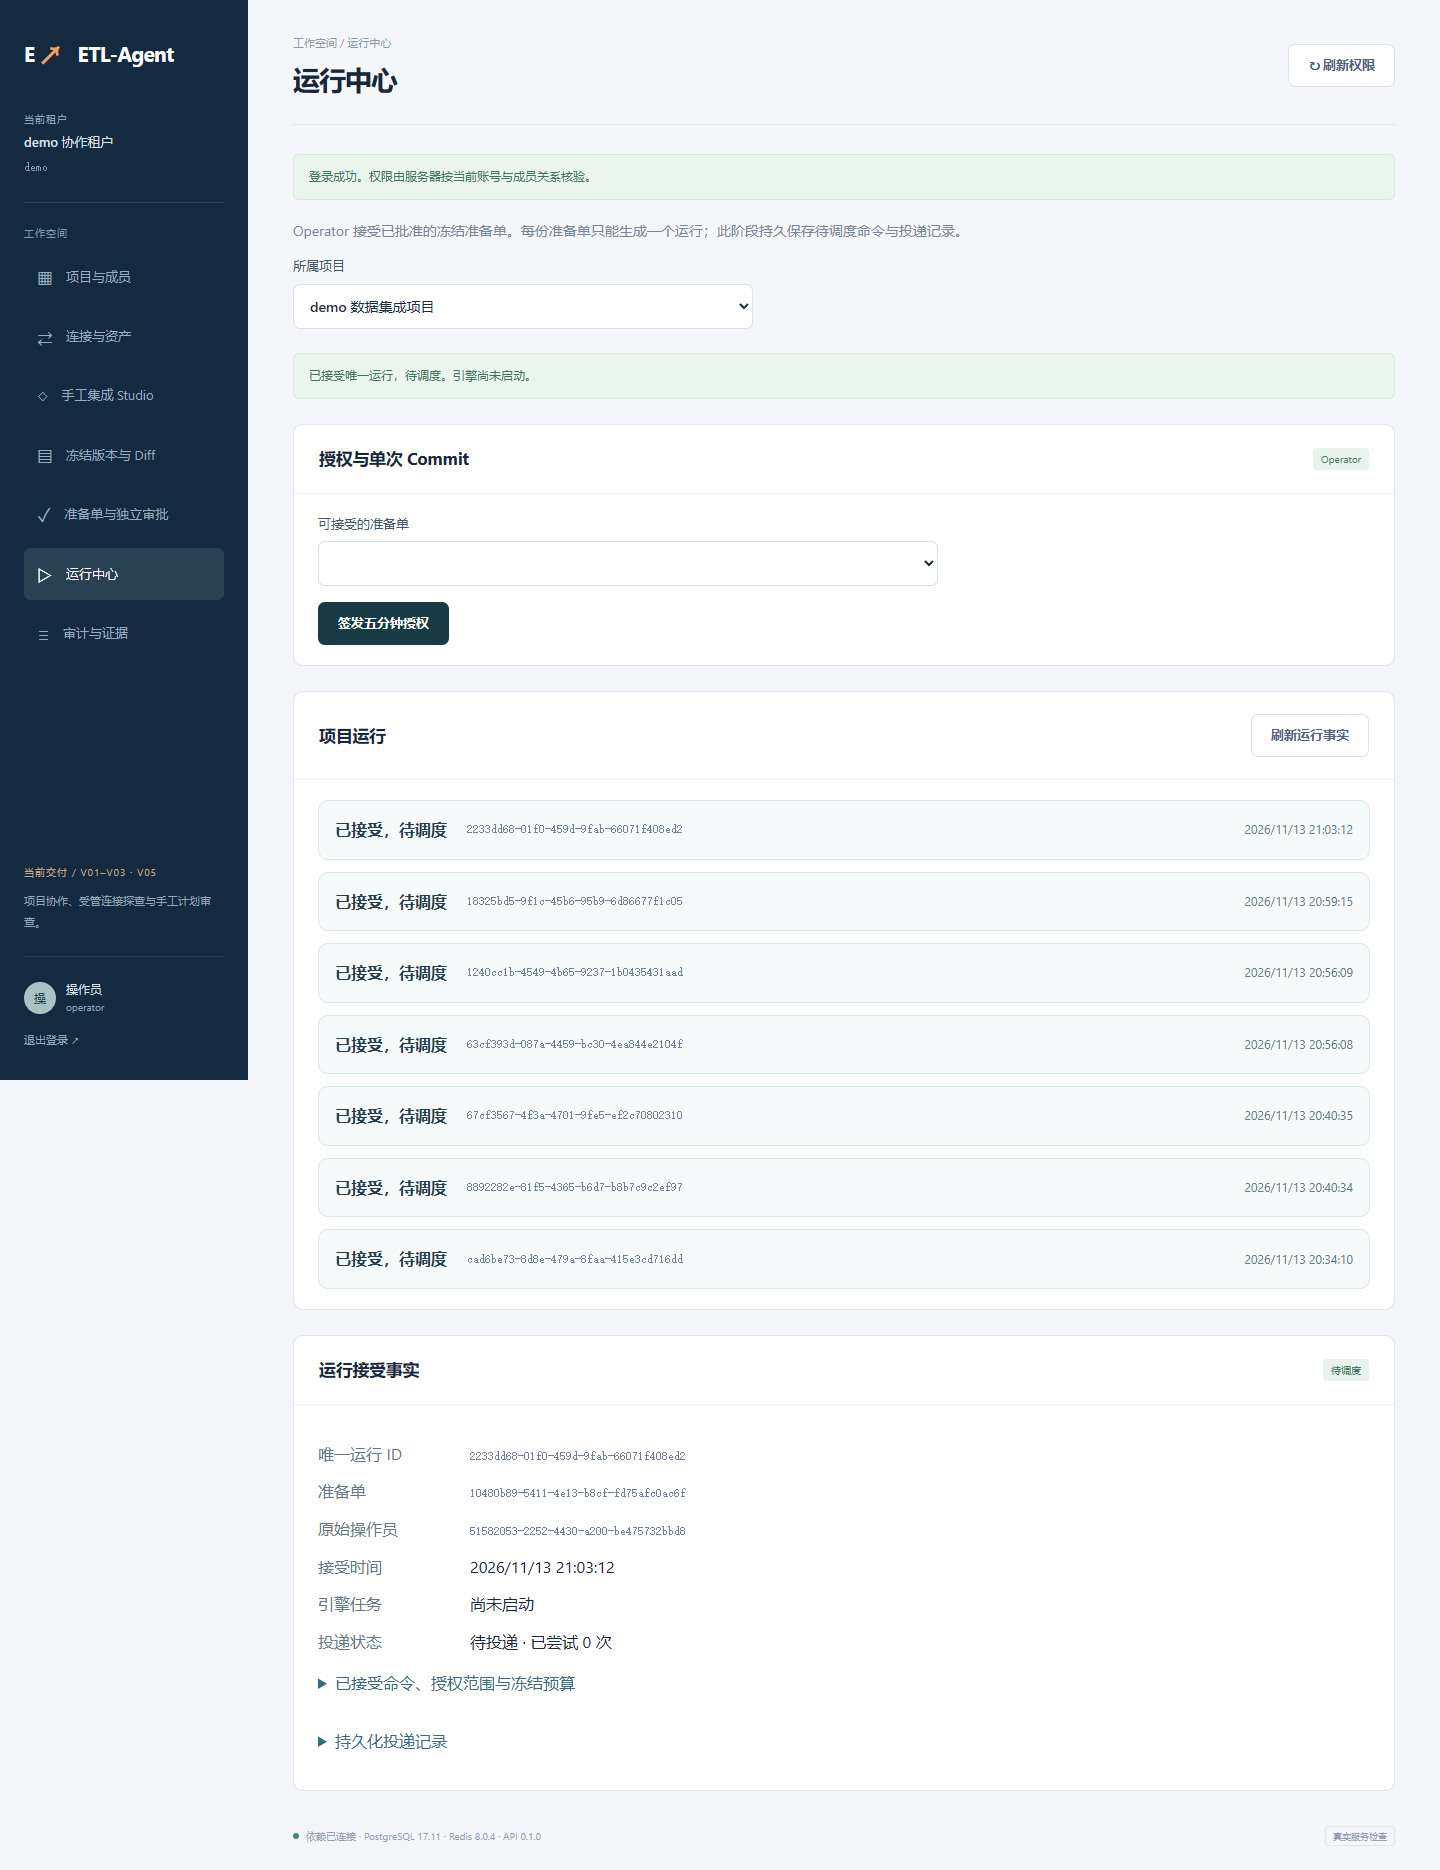 E ↗ ETL-Agent
当前租户
demo 协作租户
demo
工作空间
项目与成员
连接与资产
手工集成 Studio
冻结版本与 Diff
准备单与独立审批
运行中心
审计与证据
当前交付 / V01–V03 · V05
项目协作、受管连接探查与手工计划审
查。
操
操作员
operator
退出登录 ↗
工作空间 / 运行中心
运行中心
↻ 刷新权限
登录成功。权限由服务器按当前账号与成员关系核验。
Operator 接受已批准的冻结准备单。每份准备单只能生成一个运行；此阶段持久保存待调度命令与投递记录。
所属项目
demo 数据集成项目
已接受唯一运行，待调度。引擎尚未启动。
授权与单次 Commit
Operator
可接受的准备单
签发五分钟授权
项目运行
刷新运行事实
已接受，待调度 2233dd68-01f0-459d-9fab-66071f408ed2 2026/11/13 21:03:12
已接受，待调度 18325bd5-9f1c-45b6-95b9-6d86677f1c05 2026/11/13 20:59:15
已接受，待调度 1240cc1b-4549-4b65-9237-1b0435431aad 2026/11/13 20:56:09
已接受，待调度 63cf393d-087a-4459-bc30-4ea844e2104f 2026/11/13 20:56:08
已接受，待调度 67cf3567-4f3a-4701-9fe5-ef2c70802310 2026/11/13 20:40:35
已接受，待调度 8892282e-81f5-4365-b6d7-b8b7c9c2ef97 2026/11/13 20:40:34
已接受，待调度 cad6be73-8d8e-479a-8faa-415e3cd716dd 2026/11/13 20:34:10
运行接受事实
待调度
唯一运行 ID 2233dd68-01f0-459d-9fab-66071f408ed2
准备单 10480b89-5411-4e13-b8cf-fd75afc0ac6f
原始操作员 51582053-2252-4430-a200-be475732bbd8
接受时间 2026/11/13 21:03:12
引擎任务 尚未启动
投递状态 待投递 · 已尝试 0 次
▶ 已接受命令、授权范围与冻结预算
▶ 持久化投递记录
依赖已连接 · PostgreSQL 17.11 · Redis 8.0.4 · API 0.1.0
真实服务检查